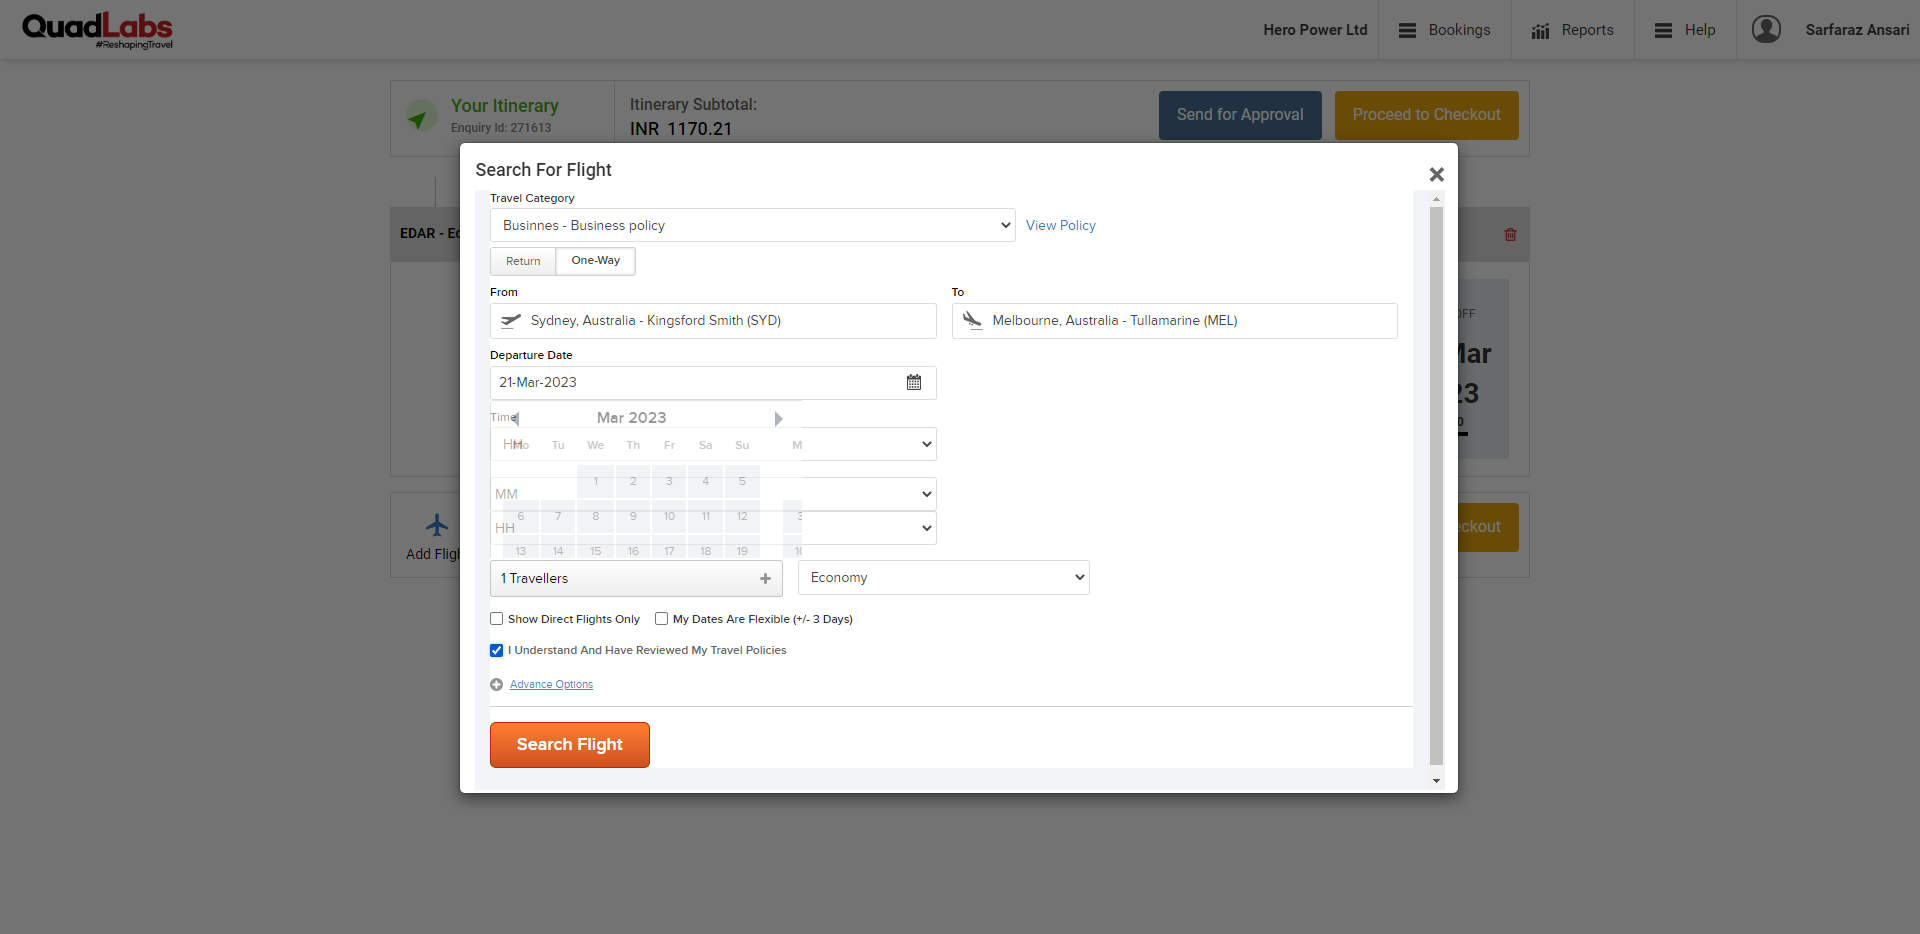 QuadLabs
#ReshapingTravel
Hero Power Ltd
Bookings
Reports
Help
Sarfaraz Ansari
Your Itinerary
Enquiry Id: 271613
Itinerary Subtotal:
INR 1170.21
Send for Approval
Proceed to Checkout
EDAR - Ec
OFF
Mar
23
Add Fligh
eckout
Search For Flight
Travel Category
Businnes - Business policy
View Policy
Return
One-Way
From
To
Sydney, Australia - Kingsford Smith (SYD)
Melbourne, Australia - Tullamarine (MEL)
Departure Date
21-Mar-2023
Time
Mar 2023
HH
Mo Tu We Th Fr Sa Su M
1 2 3 4 5
MM
6 7 8 9 10 11 12 3
HH
13 14 15 16 17 18 19 10
1 Travellers
Economy
Show Direct Flights Only
My Dates Are Flexible (+/- 3 Days)
I Understand And Have Reviewed My Travel Policies
Advance Options
Search Flight